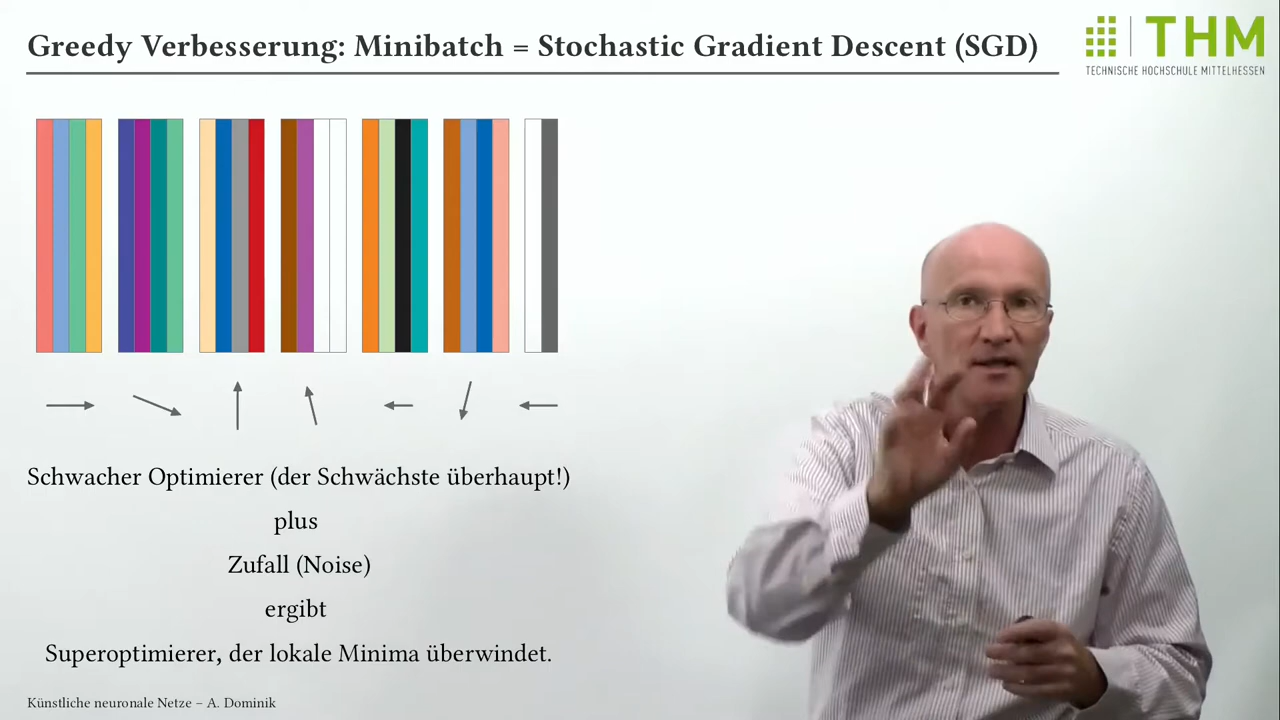 Greedy Verbesserung: Minibatch = Stochastic Gradient Descent (SGD)
THM
TECHNISCHE HOCHSCHULE MITTELHESSEN
Schwacher Optimierer (der Schwächste überhaupt!)
plus
Zufall (Noise)
ergibt
Superoptimierer, der lokale Minima überwindet.
Künstliche neuronale Netze – A. Dominik